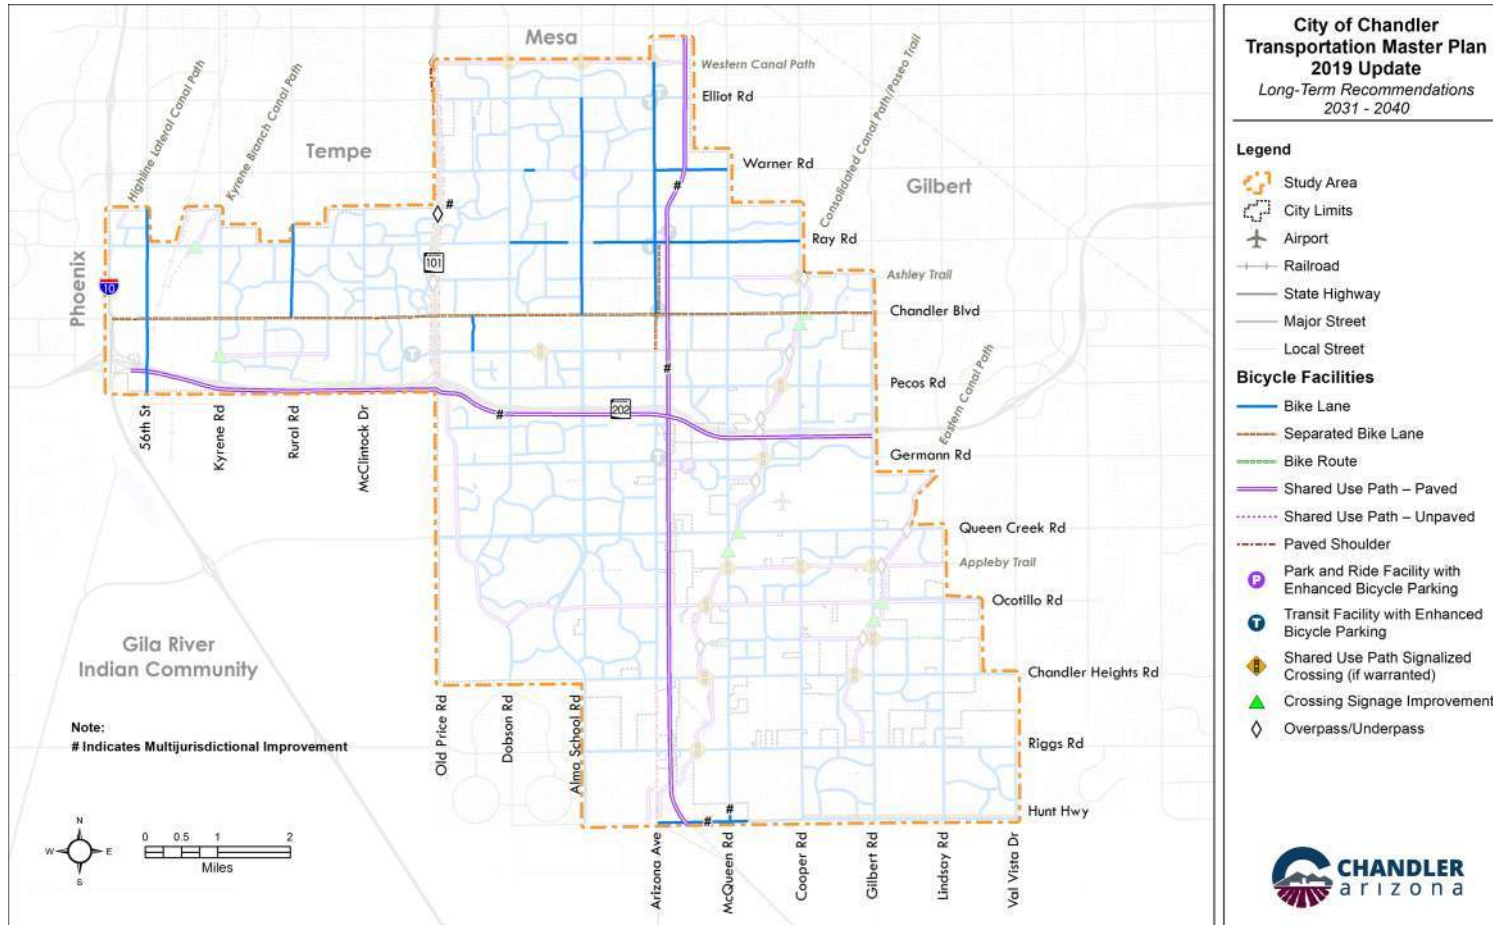 City of Chandler
Transportation Master Plan
2019 Update
Long-Term Recommendations
2031 - 2040
Legend
Study Area
City Limits
Airport
Railroad
State Highway
Major Street
Local Street
Bicycle Facilities
Bike Lane
Separated Bike Lane
Bike Route
Shared Use Path – Paved
Shared Use Path – Unpaved
Paved Shoulder
P
Park and Ride Facility with
Enhanced Bicycle Parking
T
Transit Facility with Enhanced
Bicycle Parking
Shared Use Path Signalized
Crossing (if warranted)
Crossing Signage Improvement
Overpass/Underpass
CHANDLER
arizona
Mesa
Tempe
Gilbert
Phoenix
Gila River
Indian Community
Highline Lateral Canal Path
Kyrene Branch Canal Path
Western Canal Path
Consolidated Canal Path/Paseo Trail
Ashley Trail
Eastern Canal Path
Appleby Trail
Elliot Rd
Warner Rd
Ray Rd
Chandler Blvd
Pecos Rd
Germann Rd
Queen Creek Rd
Ocotillo Rd
Chandler Heights Rd
Riggs Rd
Hunt Hwy
10
101
202
#
#
#
#
#
#
56th St
Kyrene Rd
Rural Rd
McClintock Dr
Old Price Rd
Dobson Rd
Alma School Rd
Arizona Ave
McQueen Rd
Cooper Rd
Gilbert Rd
Lindsay Rd
Val Vista Dr
Note:
# Indicates Multijurisdictional Improvement
N
W
E
S
0 0.5 1 2
Miles